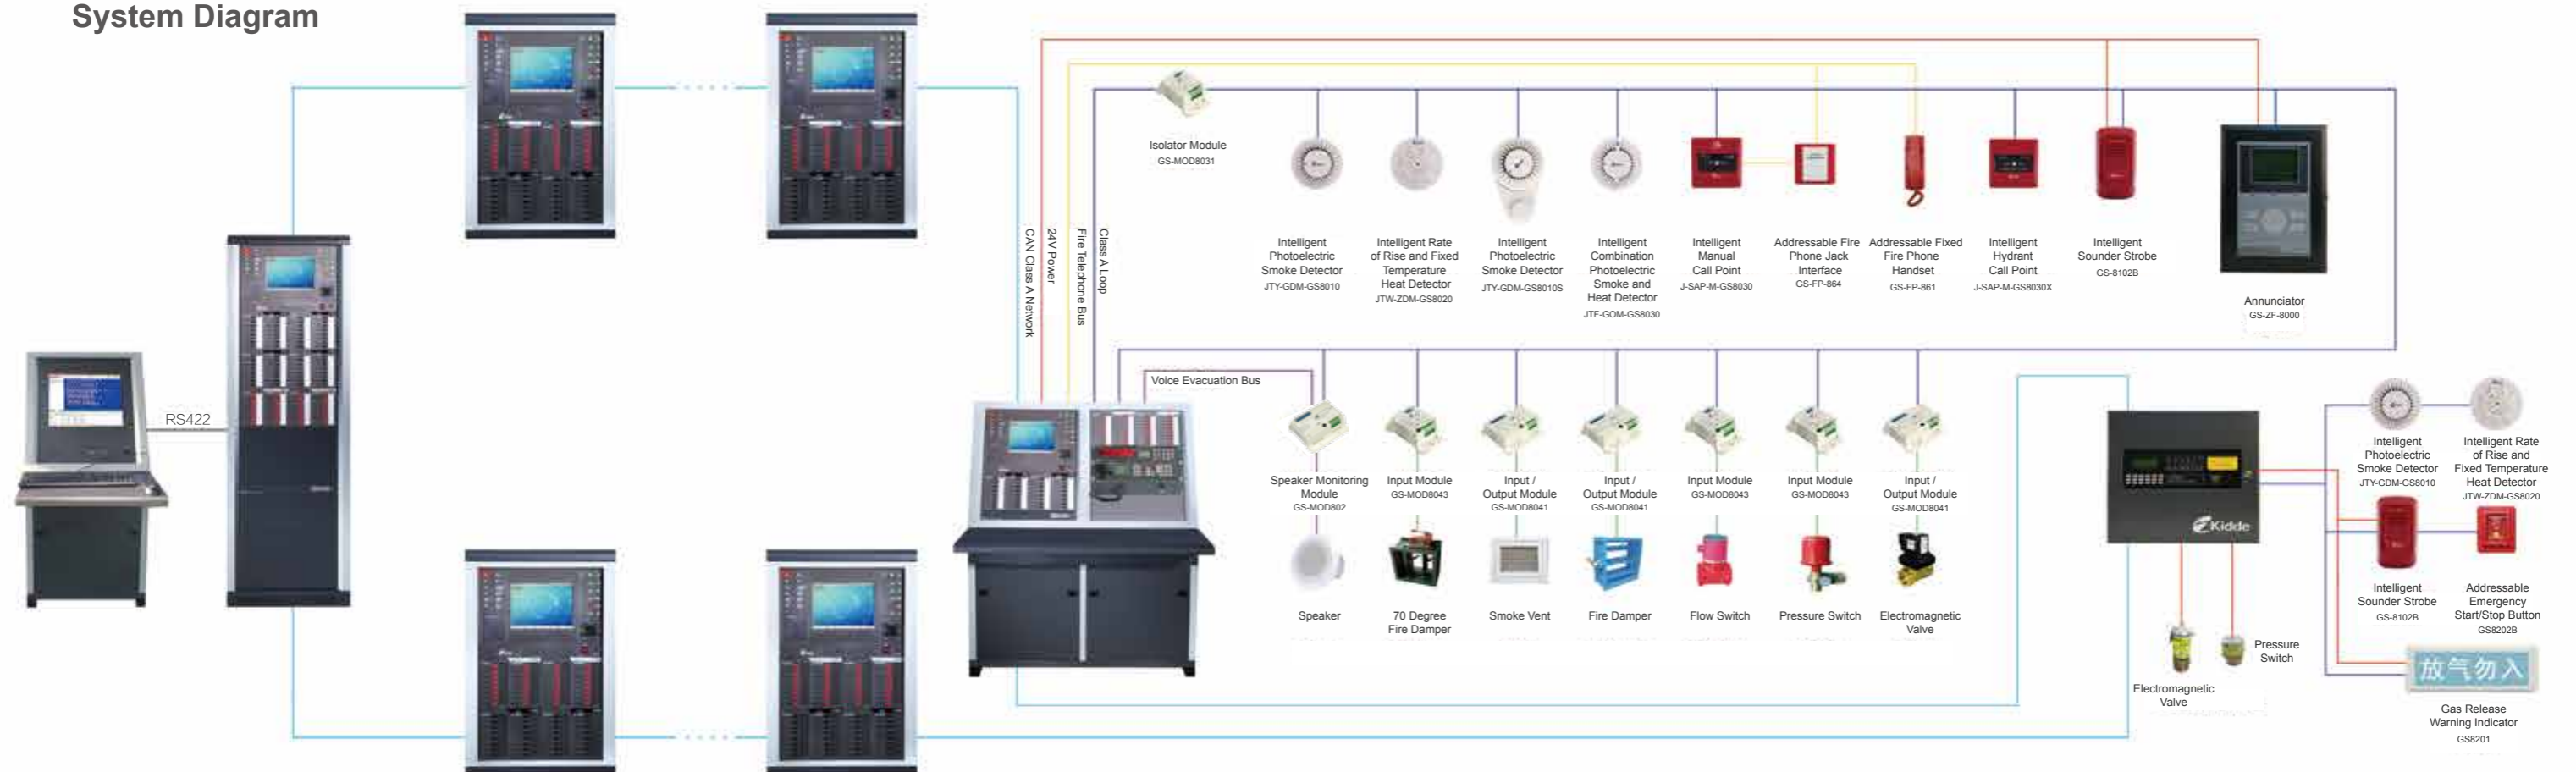 System Diagram
RS422
CAN Class A Network
24V Power
Fire Telephone Bus
Class A Loop
Voice Evacuation Bus
Isolator Module
GS-MOD8031
Intelligent
Photoelectric
Smoke Detector
JTY-GDM-GS8010
Intelligent Rate
of Rise and Fixed
Temperature
Heat Detector
JTW-ZDM-GS8020
Intelligent
Photoelectric
Smoke Detector
JTY-GDM-GS8010S
Intelligent
Combination
Photoelectric
Smoke and
Heat Detector
JTF-GOM-GS8030
Intelligent
Manual
Call Point
J-SAP-M-GS8030
Addressable Fire
Phone Jack
Interface
GS-FP-864
Addressable Fixed
Fire Phone
Handset
GS-FP-861
Intelligent
Hydrant
Call Point
J-SAP-M-GS8030X
Intelligent
Sounder Strobe
GS-8102B
Annunciator
GS-ZF-8000
Speaker Monitoring
Module
GS-MOD802
Input Module
GS-MOD8043
Input /
Output Module
GS-MOD8041
Input /
Output Module
GS-MOD8041
Input Module
GS-MOD8043
Input Module
GS-MOD8043
Input /
Output Module
GS-MOD8041
Speaker
70 Degree
Fire Damper
Smoke Vent
Fire Damper
Flow Switch
Pressure Switch
Electromagnetic
Valve
Kidde
Electromagnetic
Valve
Pressure
Switch
Intelligent
Photoelectric
Smoke Detector
JTY-GDM-GS8010
Intelligent Rate
of Rise and
Fixed Temperature
Heat Detector
JTW-ZDM-GS8020
Intelligent
Sounder Strobe
GS-8102B
Addressable
Emergency
Start/Stop Button
GS8202B
放气勿入
Gas Release
Warning Indicator
GS8201